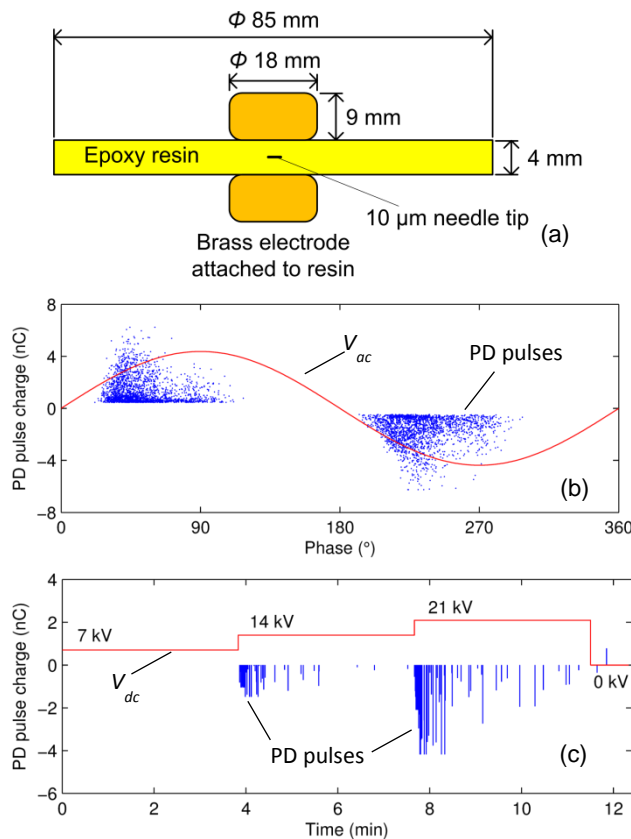 Φ 85 mm
Φ 18 mm
9 mm
Epoxy resin
4 mm
10 µm needle tip
(a)
Brass electrode
attached to resin
8
4
0
−4
−8
PD pulse charge (nC)
Vac
PD pulses
(b)
0
90
180
270
360
Phase (°)
4
2
0
−2
−4
−6
PD pulse charge (nC)
7 kV
14 kV
21 kV
0 kV
Vdc
PD pulses
(c)
0
2
4
6
8
10
12
Time (min)